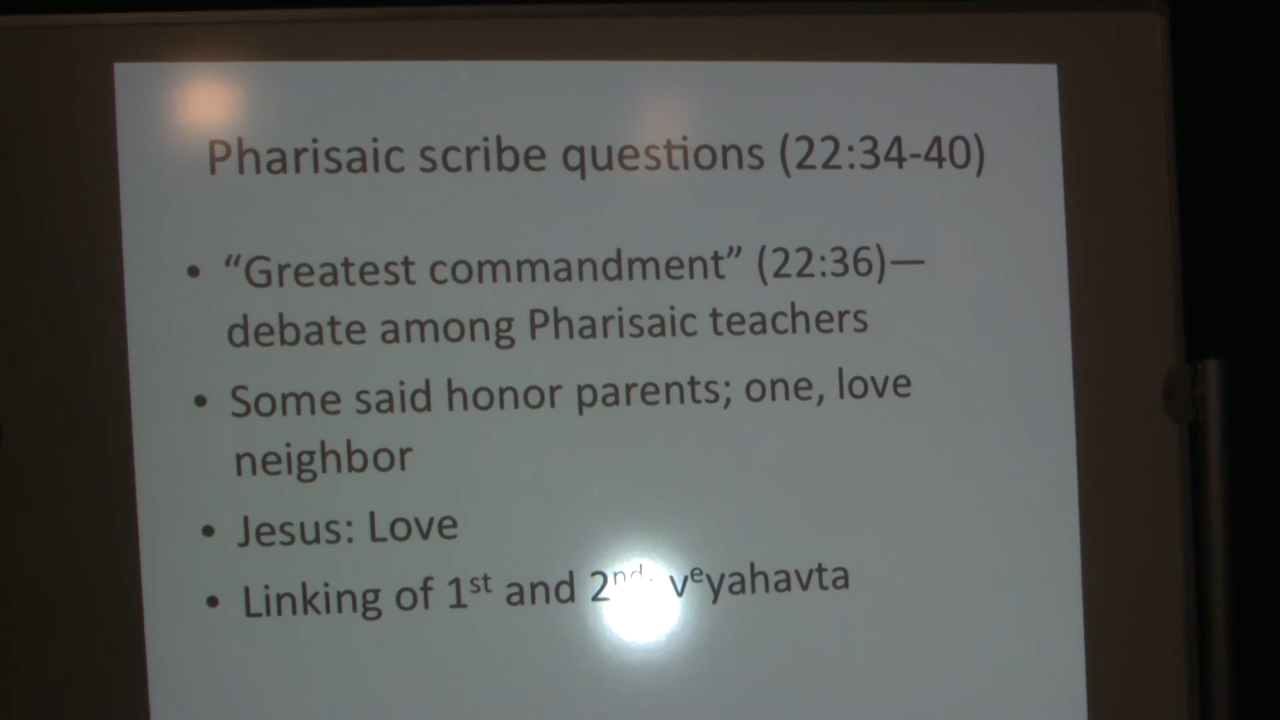 Pharisaic scribe questions (22:34-40)
• “Greatest commandment” (22:36)—
debate among Pharisaic teachers
• Some said honor parents; one, love
neighbor
• Jesus: Love
• Linking of 1st and 2nd: veyahavta